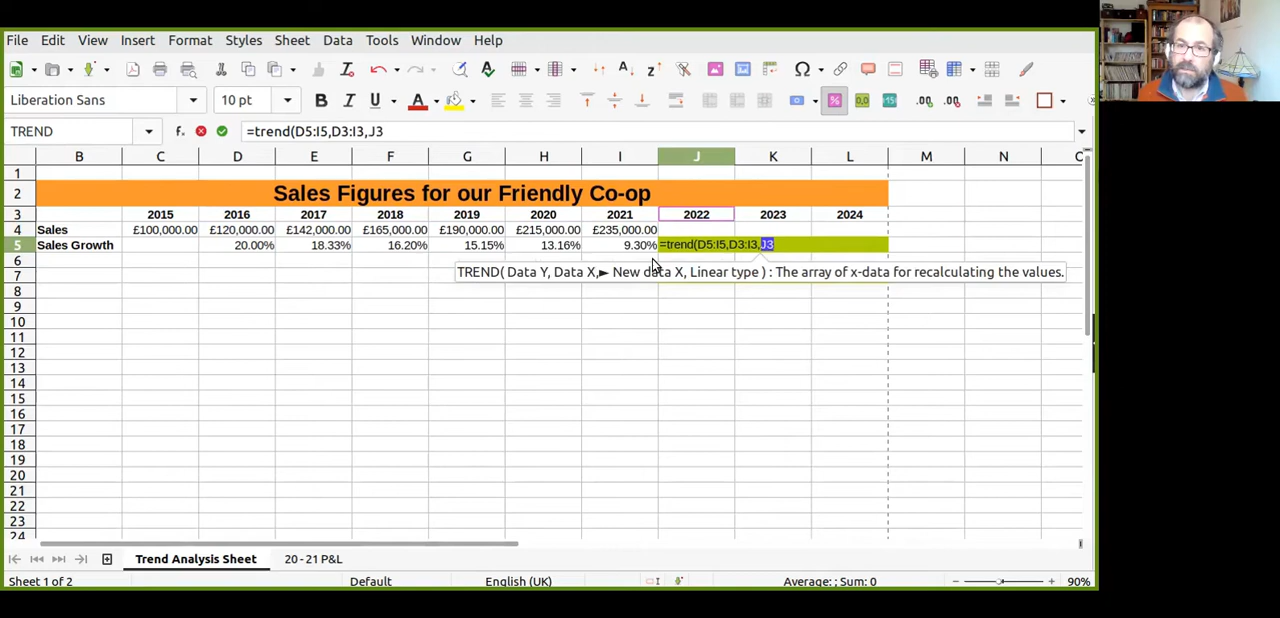 File Edit View Insert Format Styles Sheet Data Tools Window Help
Liberation Sans 10 pt B I U A
TREND fx =trend(D5:I5,D3:I3,J3
B C D E F G H I J K L M N O
1
2 Sales Figures for our Friendly Co-op
3 2015 2016 2017 2018 2019 2020 2021 2022 2023 2024
4 Sales £100,000.00 £120,000.00 £142,000.00 £165,000.00 £190,000.00 £215,000.00 £235,000.00
5 Sales Growth 20.00% 18.33% 16.20% 15.15% 13.16% 9.30% =trend(D5:I5,D3:I3,J3
6
7 TREND( Data Y, Data X,► New data X, Linear type ) : The array of x-data for recalculating the values.
8
9
10
11
12
13
14
15
16
17
18
19
20
21
22
23
24
Trend Analysis Sheet 20 - 21 P&L
Sheet 1 of 2 Default English (UK) Average: ; Sum: 0 90%